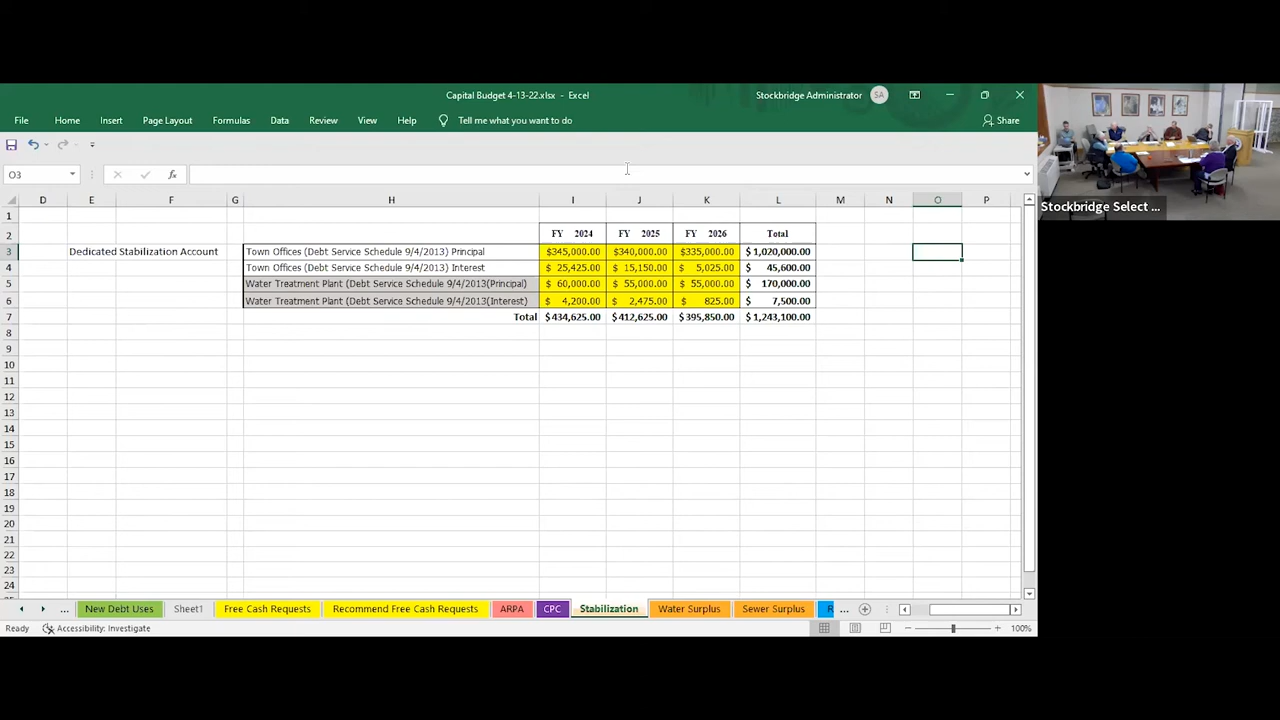 Capital Budget 4-13-22.xlsx - Excel
Stockbridge Administrator SA
File Home Insert Page Layout Formulas Data Review View Help Tell me what you want to do Share
O3 fx
D E F G H I J K L M N O P
1
2 FY 2024 FY 2025 FY 2026 Total
3 Dedicated Stabilization Account Town Offices (Debt Service Schedule 9/4/2013) Principal $345,000.00 $340,000.00 $335,000.00 $1,020,000.00
4 Town Offices (Debt Service Schedule 9/4/2013) Interest $ 25,425.00 $ 15,150.00 $ 5,025.00 $ 45,600.00
5 Water Treatment Plant (Debt Service Schedule 9/4/2013(Principal) $ 60,000.00 $ 55,000.00 $ 55,000.00 $ 170,000.00
6 Water Treatment Plant (Debt Service Schedule 9/4/2013(Interest) $ 4,200.00 $ 2,475.00 $ 825.00 $ 7,500.00
7 Total $434,625.00 $412,625.00 $395,850.00 $1,243,100.00
8
9
10
11
12
13
14
15
16
17
18
19
20
21
22
23
24
... New Debt Uses Sheet1 Free Cash Requests Recommend Free Cash Requests ARPA CPC Stabilization Water Surplus Sewer Surplus R ...
Ready Accessibility: Investigate 100%
Stockbridge Select ...